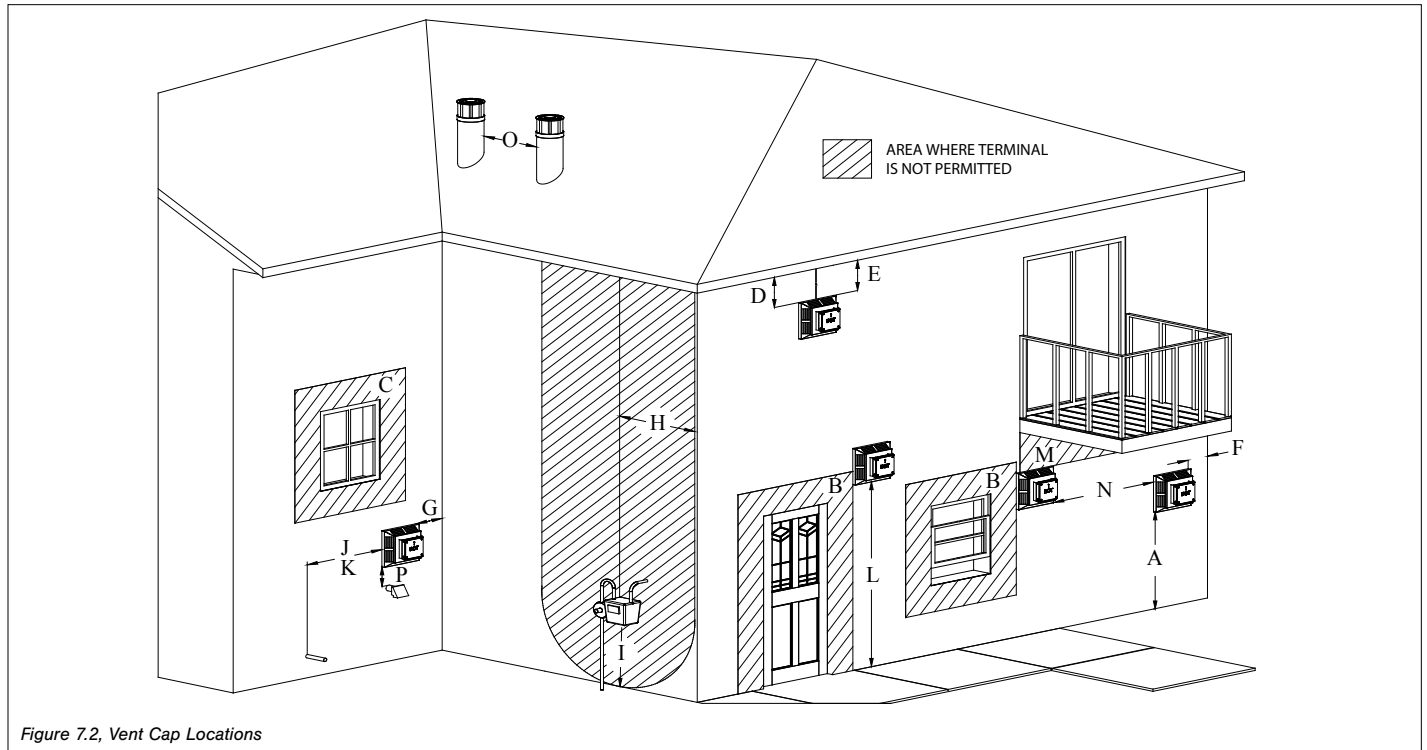 O
AREA WHERE TERMINAL
IS NOT PERMITTED
D
E
C
H
F
M
B
B
N
G
J
K
P
L
A
I
Figure 7.2, Vent Cap Locations